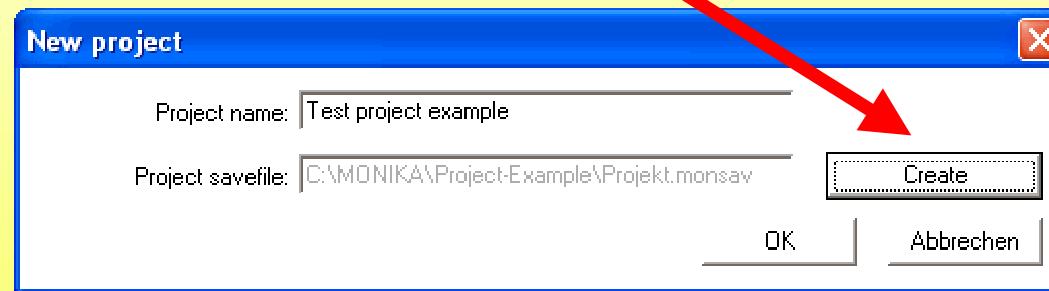 New project
Project name: Test project example
Project savefile: C:\MONIKA\Project-Example\Projekt.monsav Create
OK Abbrechen